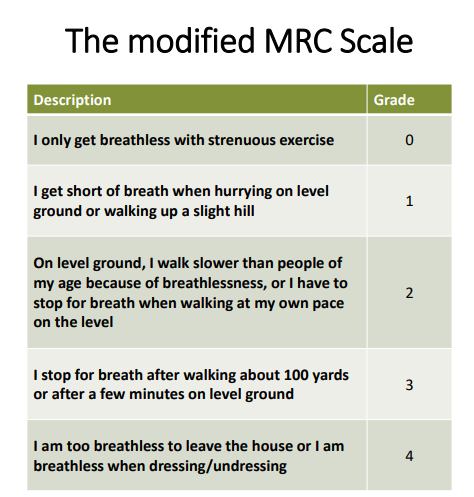 The modified MRC Scale
Description Grade
I only get breathless with strenuous exercise 0
I get short of breath when hurrying on level
ground or walking up a slight hill
1
On level ground, I walk slower than people of
my age because of breathlessness, or I have to
stop for breath when walking at my own pace
on the level
2
I stop for breath after walking about 100 yards
or after a few minutes on level ground
3
I am too breathless to leave the house or I am
breathless when dressing/undressing
4